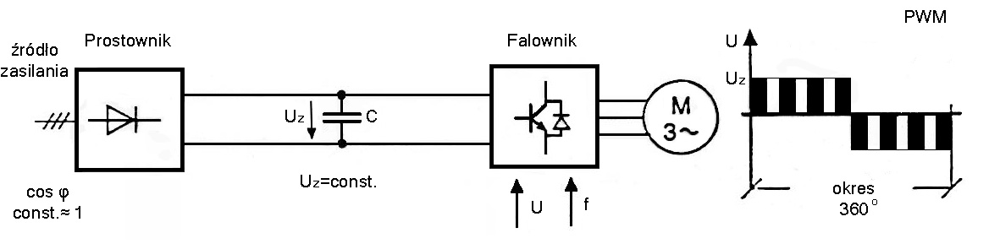 PWM
źródło
zasilania
Prostownik
Falownik
U
Uz
Uz
C
M
3~
Uz=const.
cos φ
const.≈ 1
U
f
okres
360°